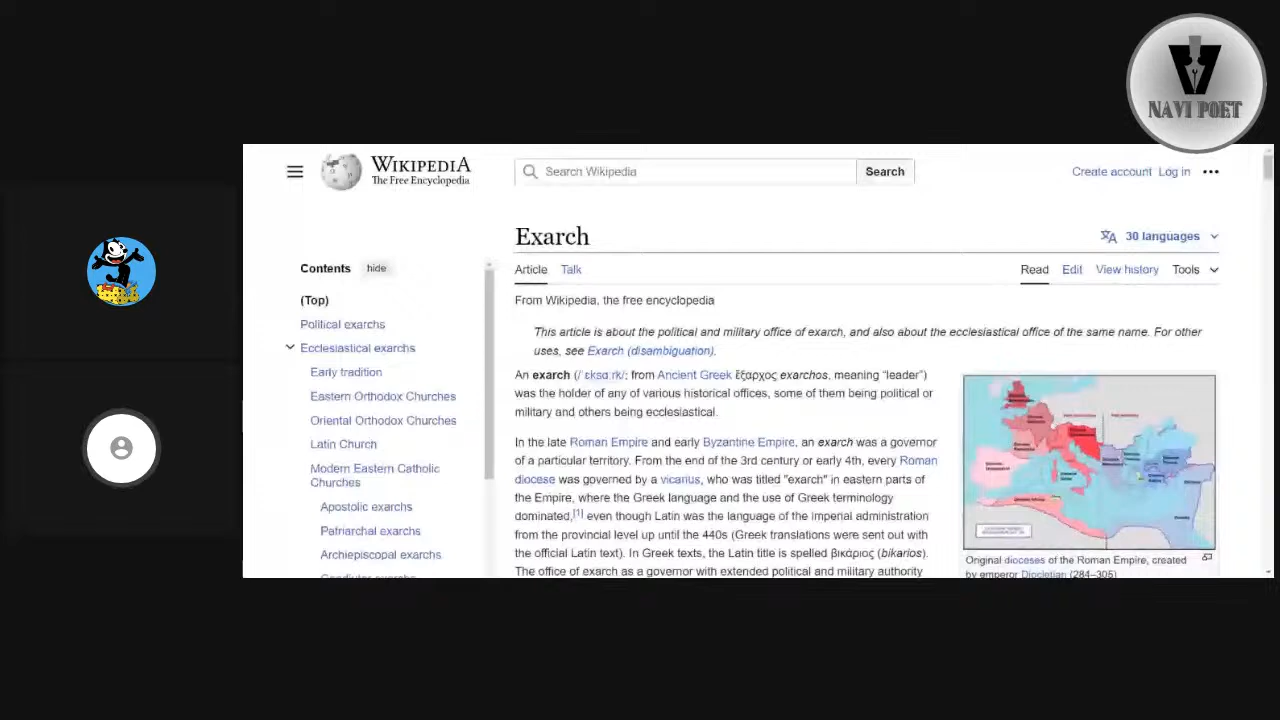 NAVI POET
WIKIPEDIA
The Free Encyclopedia
Search Wikipedia
Search
Create account Log in
Exarch
30 languages
Contents hide
(Top)
Political exarchs
Ecclesiastical exarchs
Early tradition
Eastern Orthodox Churches
Oriental Orthodox Churches
Latin Church
Modern Eastern Catholic
Churches
Apostolic exarchs
Patriarchal exarchs
Archiepiscopal exarchs
Article Talk
Read Edit View history Tools
From Wikipedia, the free encyclopedia
This article is about the political and military office of exarch, and also about the ecclesiastical office of the same name. For other
uses, see Exarch (disambiguation).
An exarch (/ˈɛksɑːrk/; from Ancient Greek ἔξαρχος exarchos, meaning “leader”)
was the holder of any of various historical offices, some of them being political or
military and others being ecclesiastical.
In the late Roman Empire and early Byzantine Empire, an exarch was a governor
of a particular territory. From the end of the 3rd century or early 4th, every Roman
diocese was governed by a vicarius, who was titled "exarch" in eastern parts of
the Empire, where the Greek language and the use of Greek terminology
dominated,[1] even though Latin was the language of the imperial administration
from the provincial level up until the 440s (Greek translations were sent out with
the official Latin text). In Greek texts, the Latin title is spelled βικάριος (bikarios).
The office of exarch as a governor with extended political and military authority
Original dioceses of the Roman Empire, created
by emperor Diocletian (284–305)